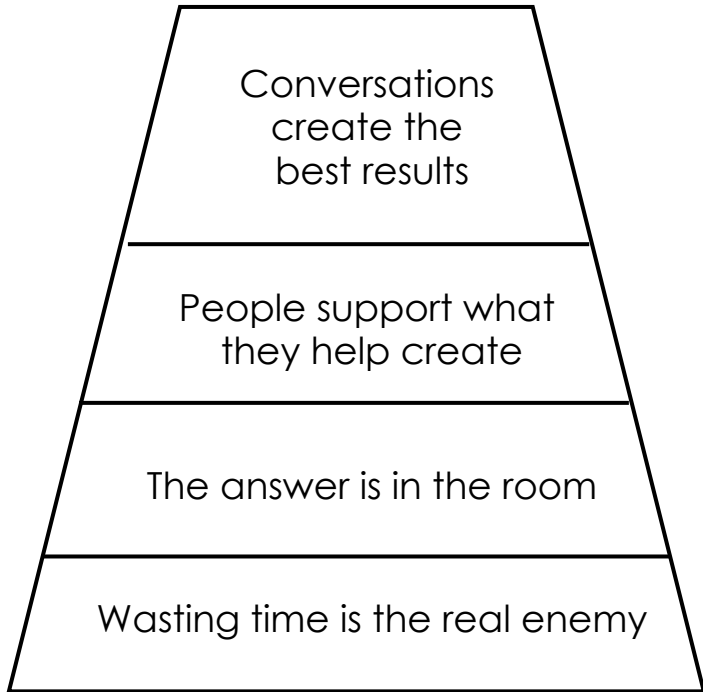 Conversations
create the
best results
People support what
they help create
The answer is in the room
Wasting time is the real enemy